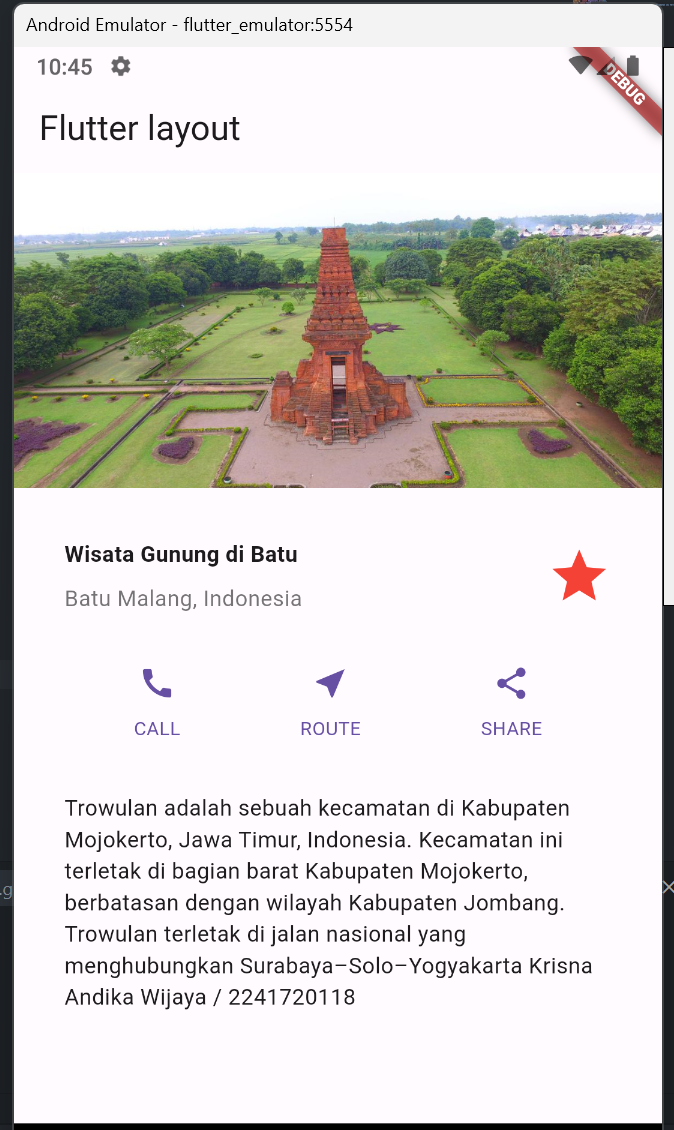 Android Emulator - flutter_emulator:5554
10:45
DEBUG
Flutter layout
Wisata Gunung di Batu
Batu Malang, Indonesia
CALL ROUTE SHARE
Trowulan adalah sebuah kecamatan di Kabupaten
Mojokerto, Jawa Timur, Indonesia. Kecamatan ini
terletak di bagian barat Kabupaten Mojokerto,
berbatasan dengan wilayah Kabupaten Jombang.
Trowulan terletak di jalan nasional yang
menghubungkan Surabaya–Solo–Yogyakarta Krisna
Andika Wijaya / 2241720118